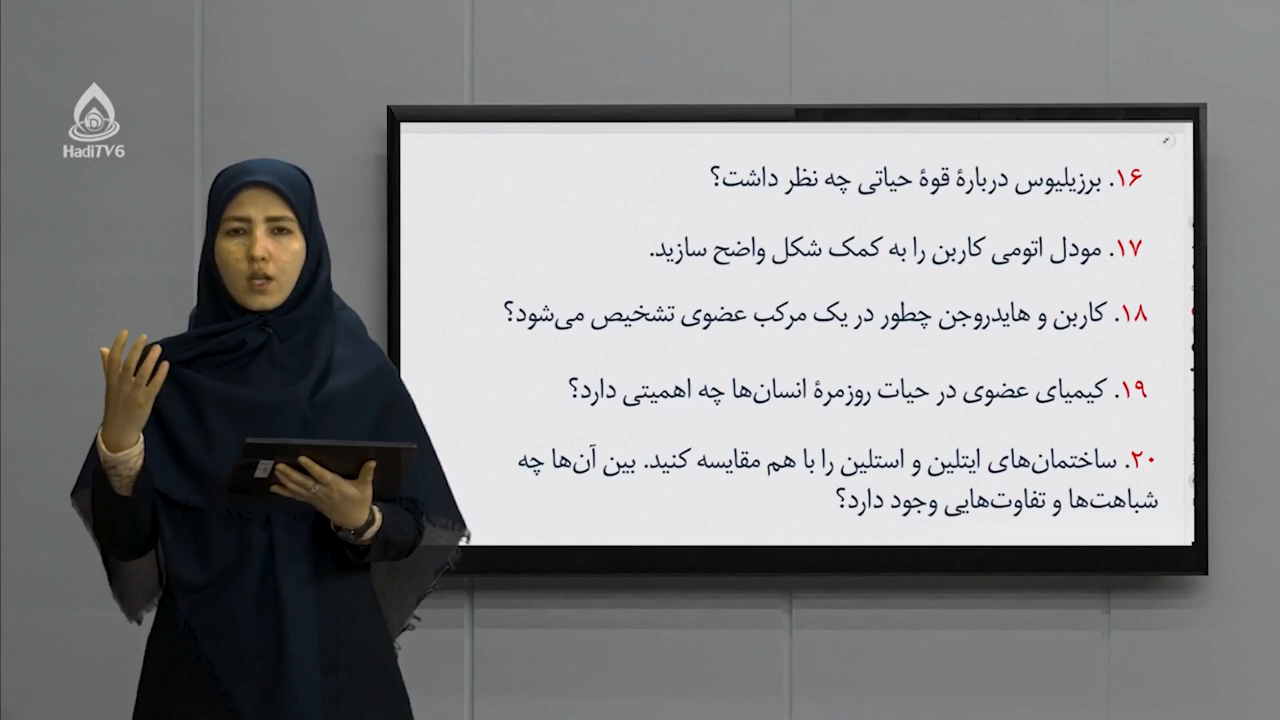 HadiTV6
۱۶. برزیلیوس دربارهٔ قوهٔ حیاتی چه نظر داشت؟
۱۷. مودل اتومی کاربن را به کمک شکل واضح سازید.
۱۸. کاربن و هایدروجن چطور در یک مرکب عضوی تشخیص می‌شود؟
۱۹. کیمیای عضوی در حیات روزمرهٔ انسان‌ها چه اهمیتی دارد؟
۲۰. ساختمان‌های ایتلین و استلین را با هم مقایسه کنید. بین آن‌ها چه
شباهت‌ها و تفاوت‌هایی وجود دارد؟